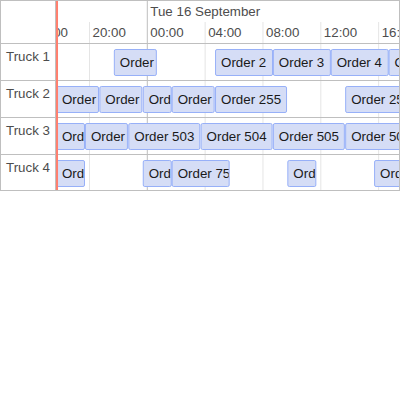 Tue 16 September
00 20:00 00:00 04:00 08:00 12:00 16:
Truck 1 Order Order 2 Order 3 Order 4
Truck 2 Order Order Ord Order Order 255 Order 25
Truck 3 Ord Order Order 503 Order 504 Order 505 Order 50
Truck 4 Ord Ord Order 75 Ord Ord